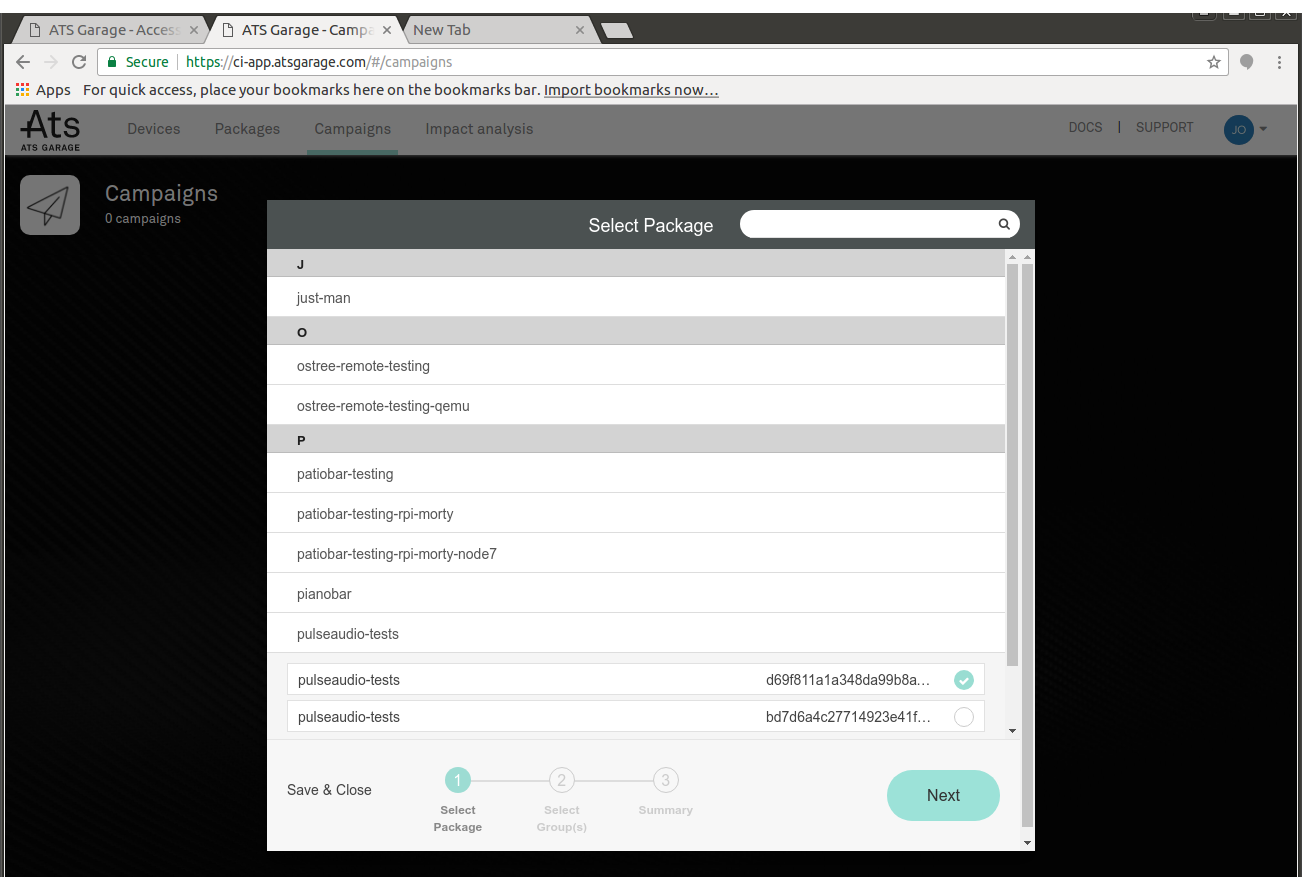 ATS Garage - Access
ATS Garage - Campa
New Tab
Secure
https://ci-app.atsgarage.com/#/campaigns
Apps For quick access, place your bookmarks here on the bookmarks bar. Import bookmarks now...
Ats
ATS GARAGE
Devices Packages Campaigns Impact analysis
DOCS | SUPPORT
JO
Campaigns
0 campaigns
Select Package
J
just-man
O
ostree-remote-testing
ostree-remote-testing-qemu
P
patiobar-testing
patiobar-testing-rpi-morty
patiobar-testing-rpi-morty-node7
pianobar
pulseaudio-tests
pulseaudio-tests d69f811a1a348da99b8a...
pulseaudio-tests bd7d6a4c27714923e41f...
Save & Close
1 2 3
Select Package
Select Group(s)
Summary
Next